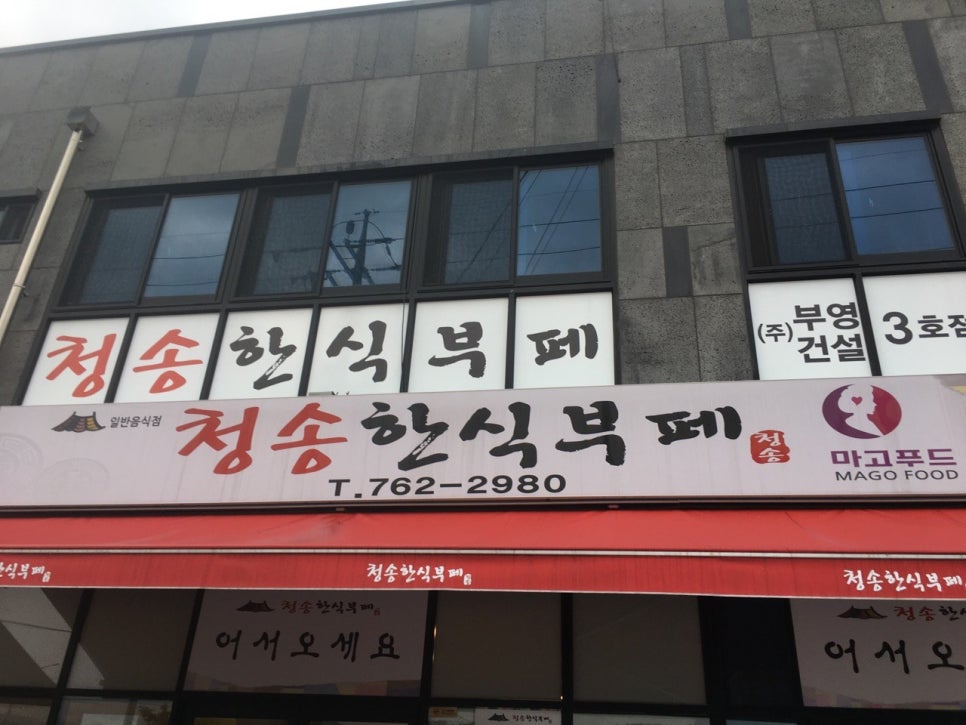 청송한식부페
(주)부영건설 3호점
일반음식점
청송한식부페
청송
T.762-2980
마고푸드
MAGO FOOD
한식부페
청송한식부페
청송한식부페
청송한식부페
어서오세요
청송한식
어서오
청송한식부페